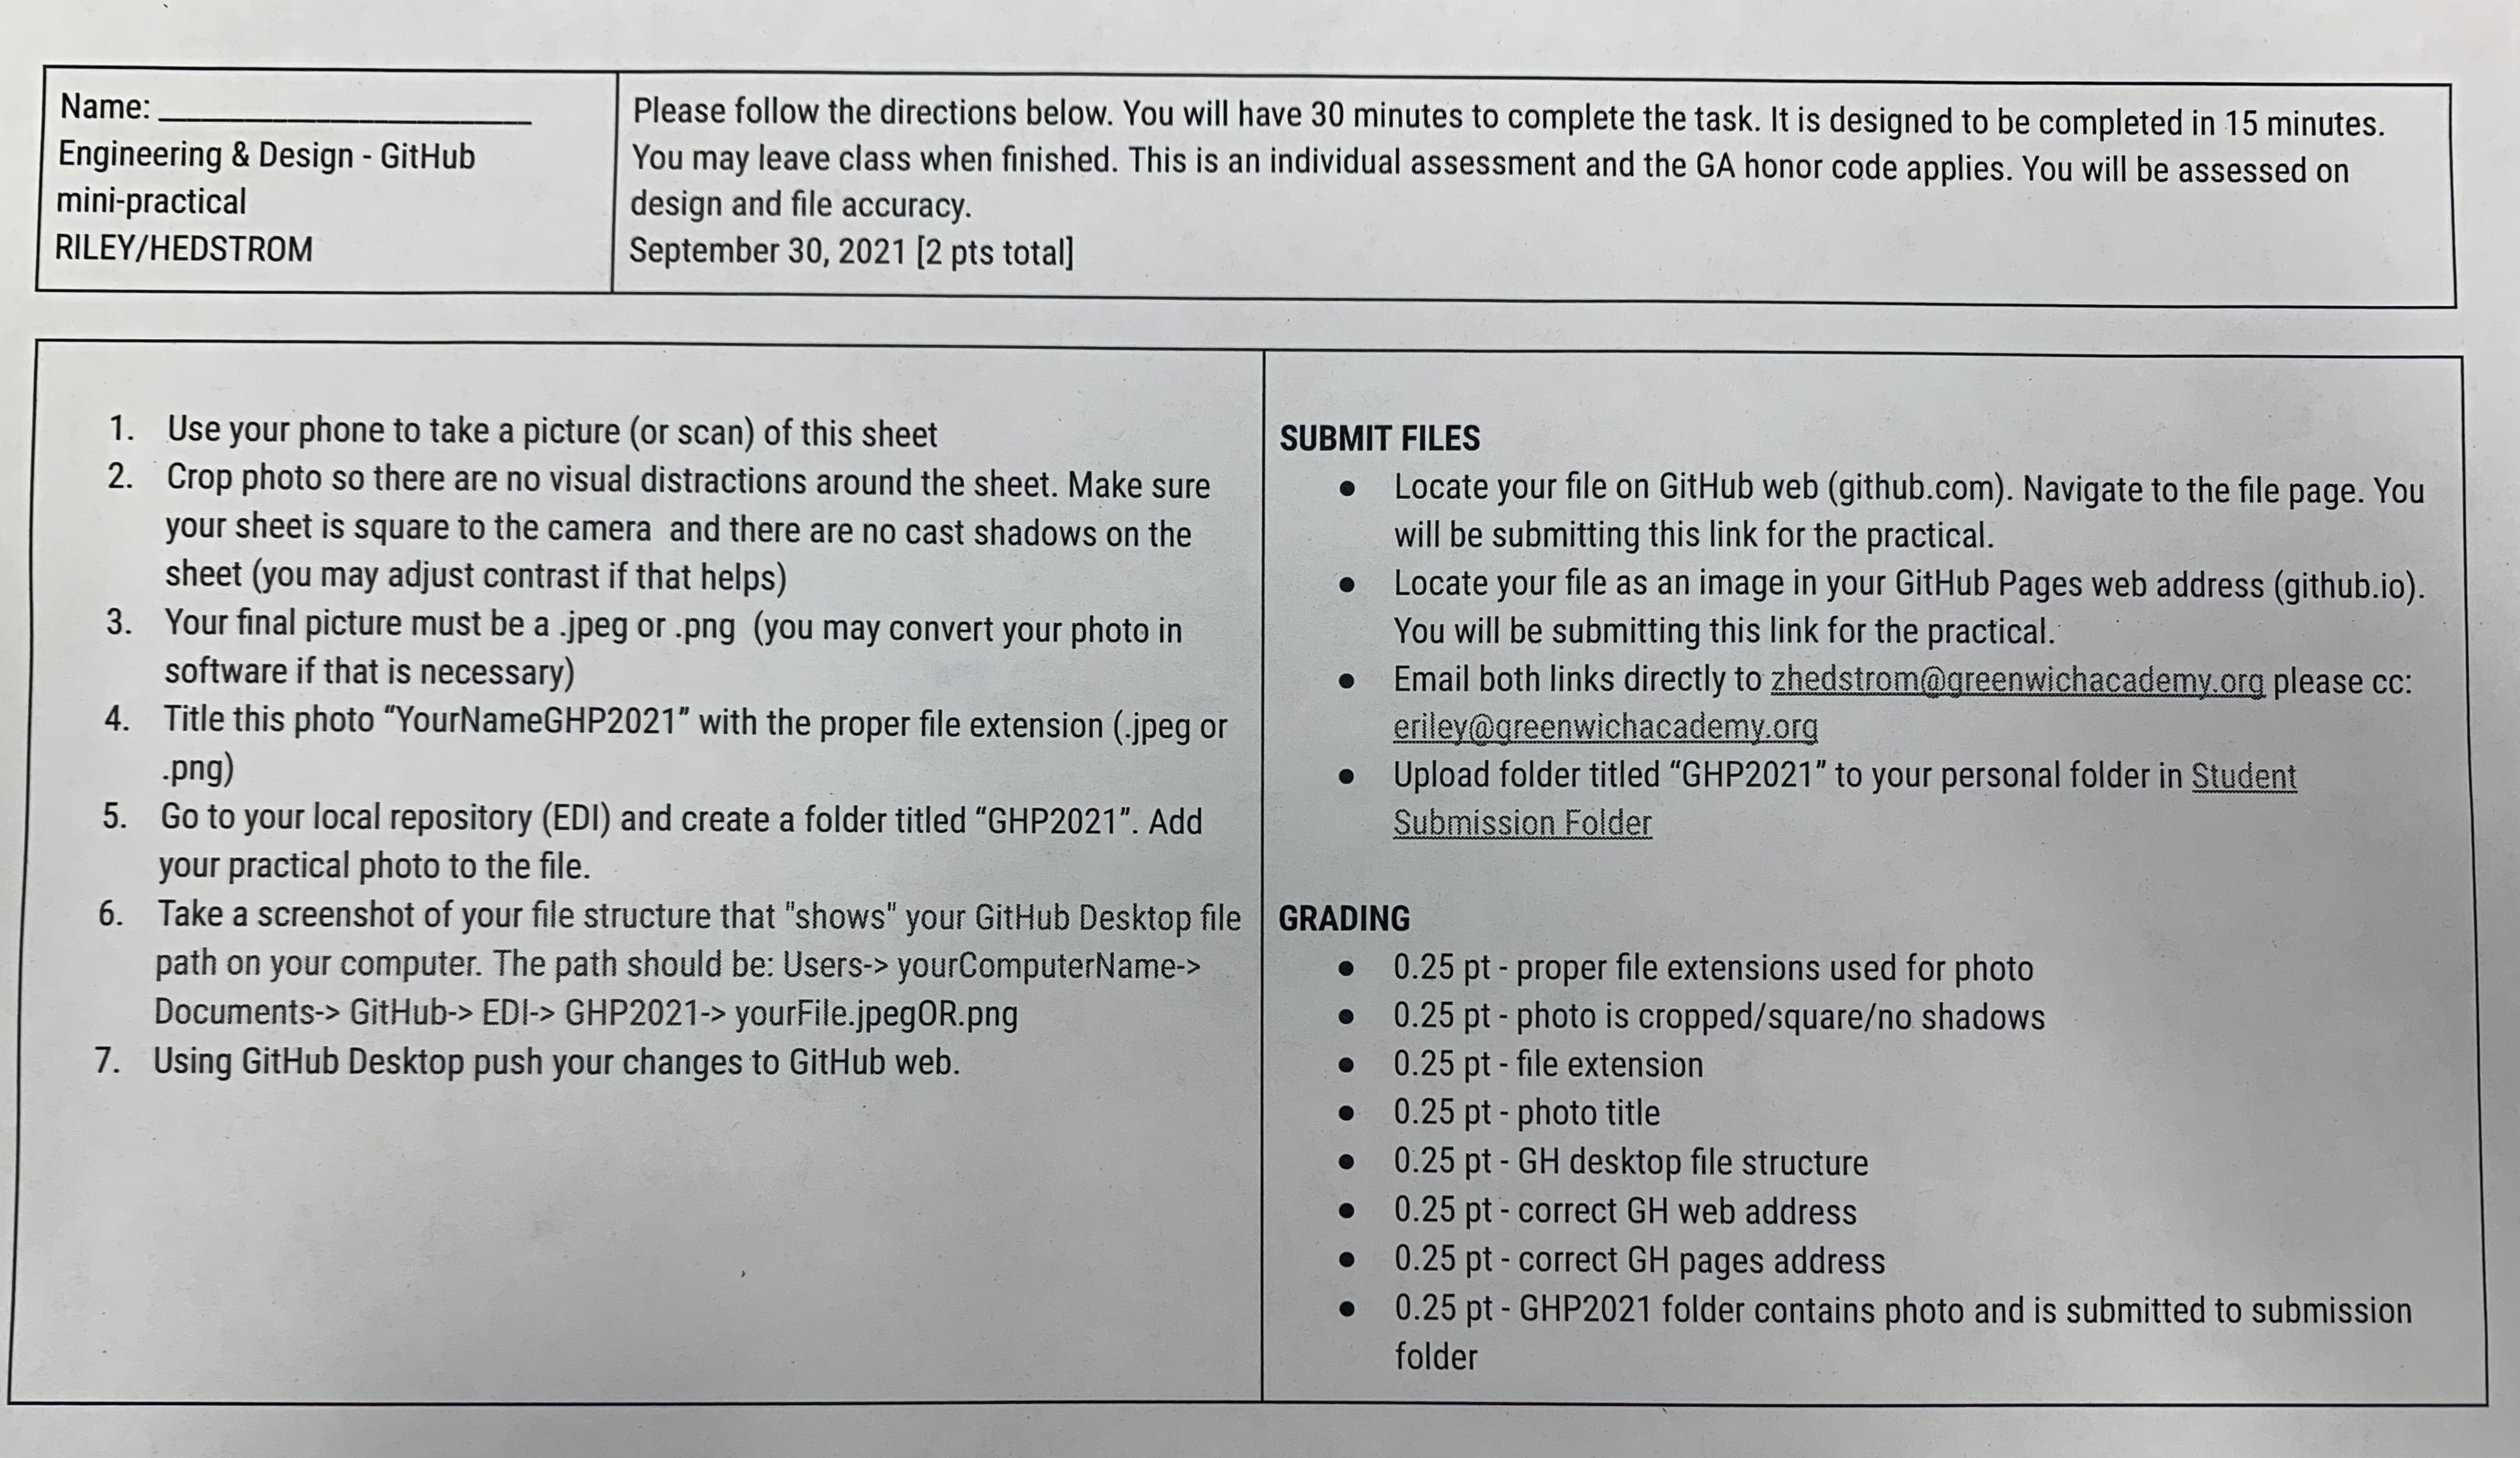 Name: ____________________
Engineering & Design - GitHub
mini-practical
RILEY/HEDSTROM
Please follow the directions below. You will have 30 minutes to complete the task. It is designed to be completed in 15 minutes.
You may leave class when finished. This is an individual assessment and the GA honor code applies. You will be assessed on
design and file accuracy.
September 30, 2021 [2 pts total]
1. Use your phone to take a picture (or scan) of this sheet
2. Crop photo so there are no visual distractions around the sheet. Make sure
your sheet is square to the camera  and there are no cast shadows on the
sheet (you may adjust contrast if that helps)
3. Your final picture must be a .jpeg or .png  (you may convert your photo in
software if that is necessary)
4. Title this photo “YourNameGHP2021” with the proper file extension (.jpeg or
.png)
5. Go to your local repository (EDI) and create a folder titled “GHP2021”. Add
your practical photo to the file.
6. Take a screenshot of your file structure that "shows" your GitHub Desktop file
path on your computer. The path should be: Users-> yourComputerName->
Documents-> GitHub-> EDI-> GHP2021-> yourFile.jpegOR.png
7. Using GitHub Desktop push your changes to GitHub web.
SUBMIT FILES
● Locate your file on GitHub web (github.com). Navigate to the file page. You
will be submitting this link for the practical.
● Locate your file as an image in your GitHub Pages web address (github.io).
You will be submitting this link for the practical.
● Email both links directly to zhedstrom@greenwichacademy.org please cc:
eriley@greenwichacademy.org
● Upload folder titled “GHP2021” to your personal folder in Student
Submission Folder
GRADING
● 0.25 pt - proper file extensions used for photo
● 0.25 pt - photo is cropped/square/no shadows
● 0.25 pt - file extension
● 0.25 pt - photo title
● 0.25 pt - GH desktop file structure
● 0.25 pt - correct GH web address
● 0.25 pt - correct GH pages address
● 0.25 pt - GHP2021 folder contains photo and is submitted to submission
folder